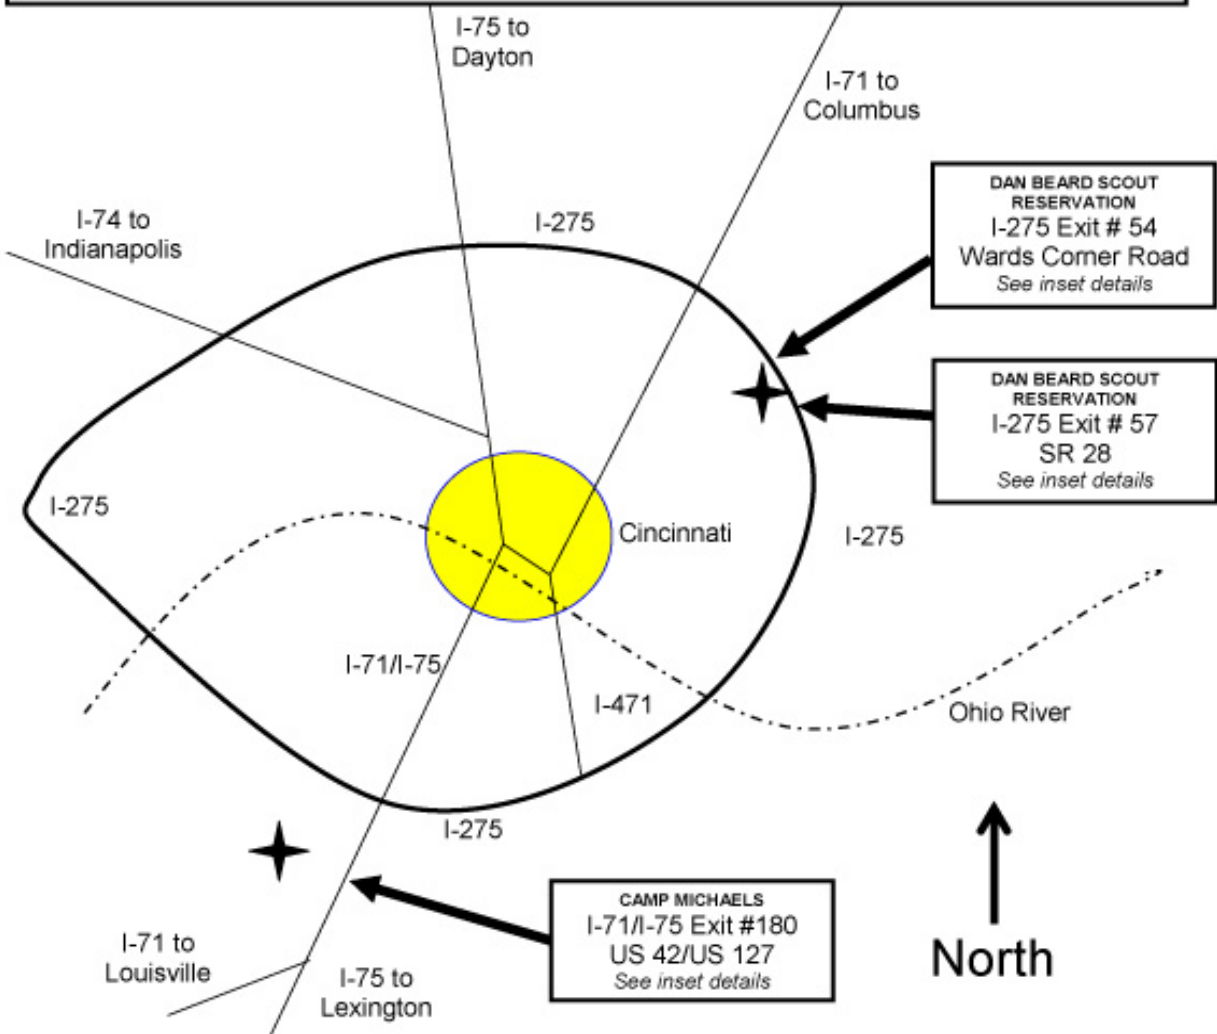 I-75 to
Dayton
I-71 to
Columbus
DAN BEARD SCOUT
RESERVATION
I-275 Exit # 54
Wards Corner Road
See inset details
I-74 to
Indianapolis
I-275
DAN BEARD SCOUT
RESERVATION
I-275 Exit # 57
SR 28
See inset details
I-275
Cincinnati
I-275
I-71/I-75
I-471
Ohio River
I-275
CAMP MICHAELS
I-71/I-75 Exit #180
US 42/US 127
See inset details
North
I-71 to
Louisville
I-75 to
Lexington